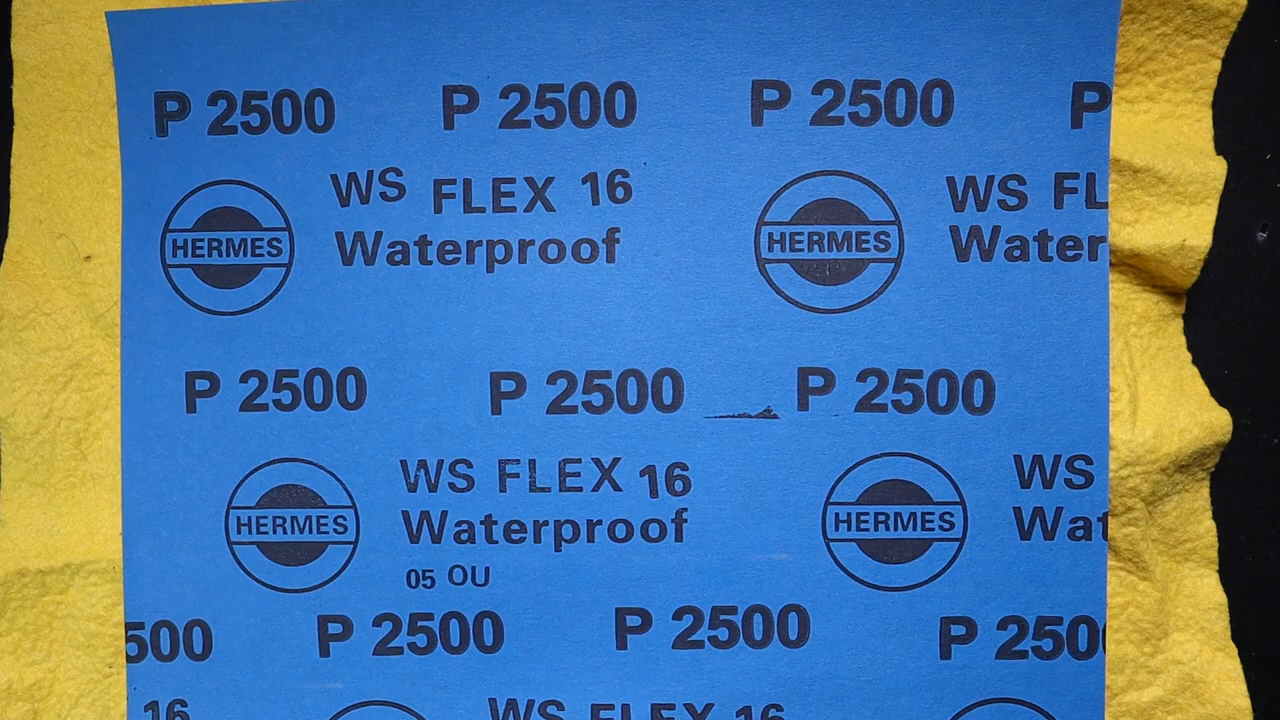 P 2500 P 2500 P 2500 P
WS FLEX 16 WS FL
HERMES Waterproof HERMES Water
P 2500 P 2500 P 2500
WS FLEX 16 WS
HERMES Waterproof HERMES Wat
05 OU
500 P 2500 P 2500 P 2500
16 WS FLEX 16